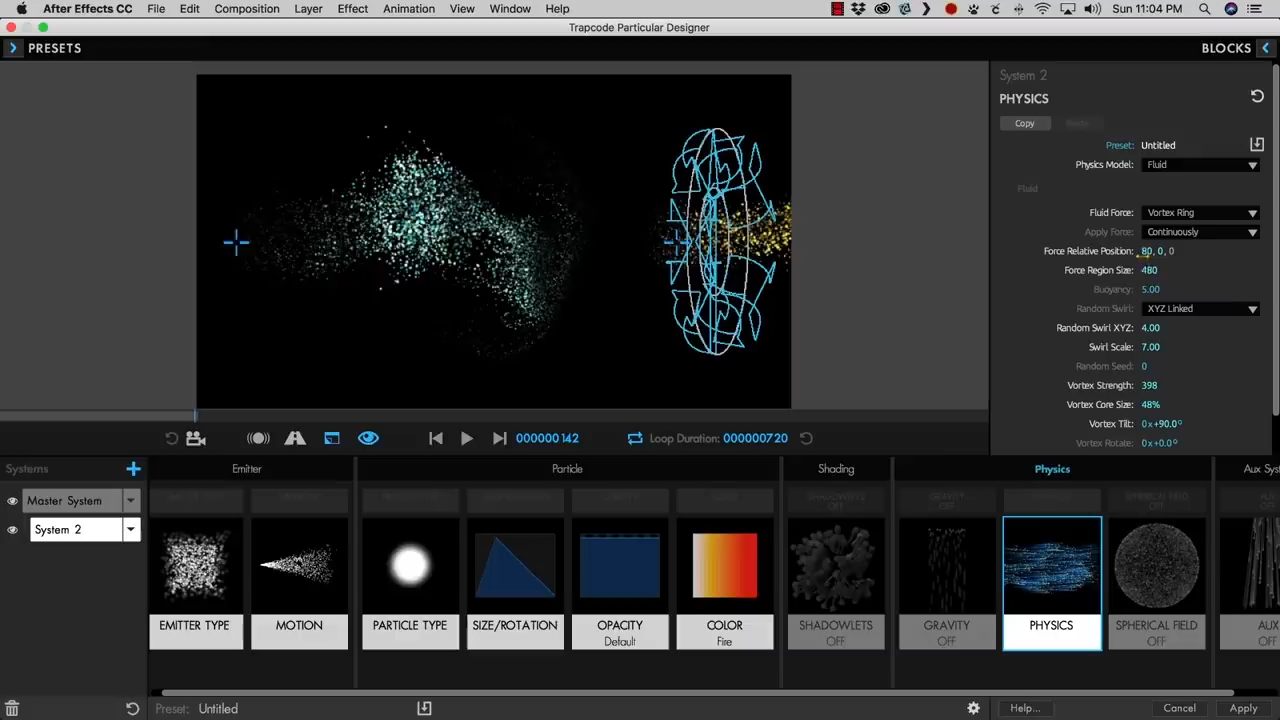 After Effects CC File Edit Composition Layer Effect Animation View Window Help Sun 11:04 PM
Trapcode Particular Designer
PRESETS
BLOCKS
System 2
PHYSICS
Copy
Preset: Untitled
Physics Model: Fluid
Fluid
Fluid Force: Vortex Ring
Apply Force: Continuously
Force Relative Position: 80, 0, 0
Force Region Size: 480
Buoyancy: 5.00
Random Swirl: XYZ Linked
Random Swirl XYZ: 4.00
Swirl Scale: 7.00
Random Seed: 0
Vortex Strength: 398
Vortex Core Size: 48%
Vortex Tilt: 0x+90.0°
Vortex Rotate: 0x+0.0°
000000142
Loop Duration: 000000720
Systems
Emitter
Particle
Shading
Physics
Aux Sys
Master System
System 2
GRAVITY
OFF
SPHERICAL FIELD
OFF
EMITTER TYPE
MOTION
PARTICLE TYPE
SIZE/ROTATION
OPACITY
Default
COLOR
Fire
SHADOWLETS
OFF
GRAVITY
OFF
PHYSICS
SPHERICAL FIELD
OFF
AUX
OFF
Preset: Untitled
Help...
Cancel
Apply